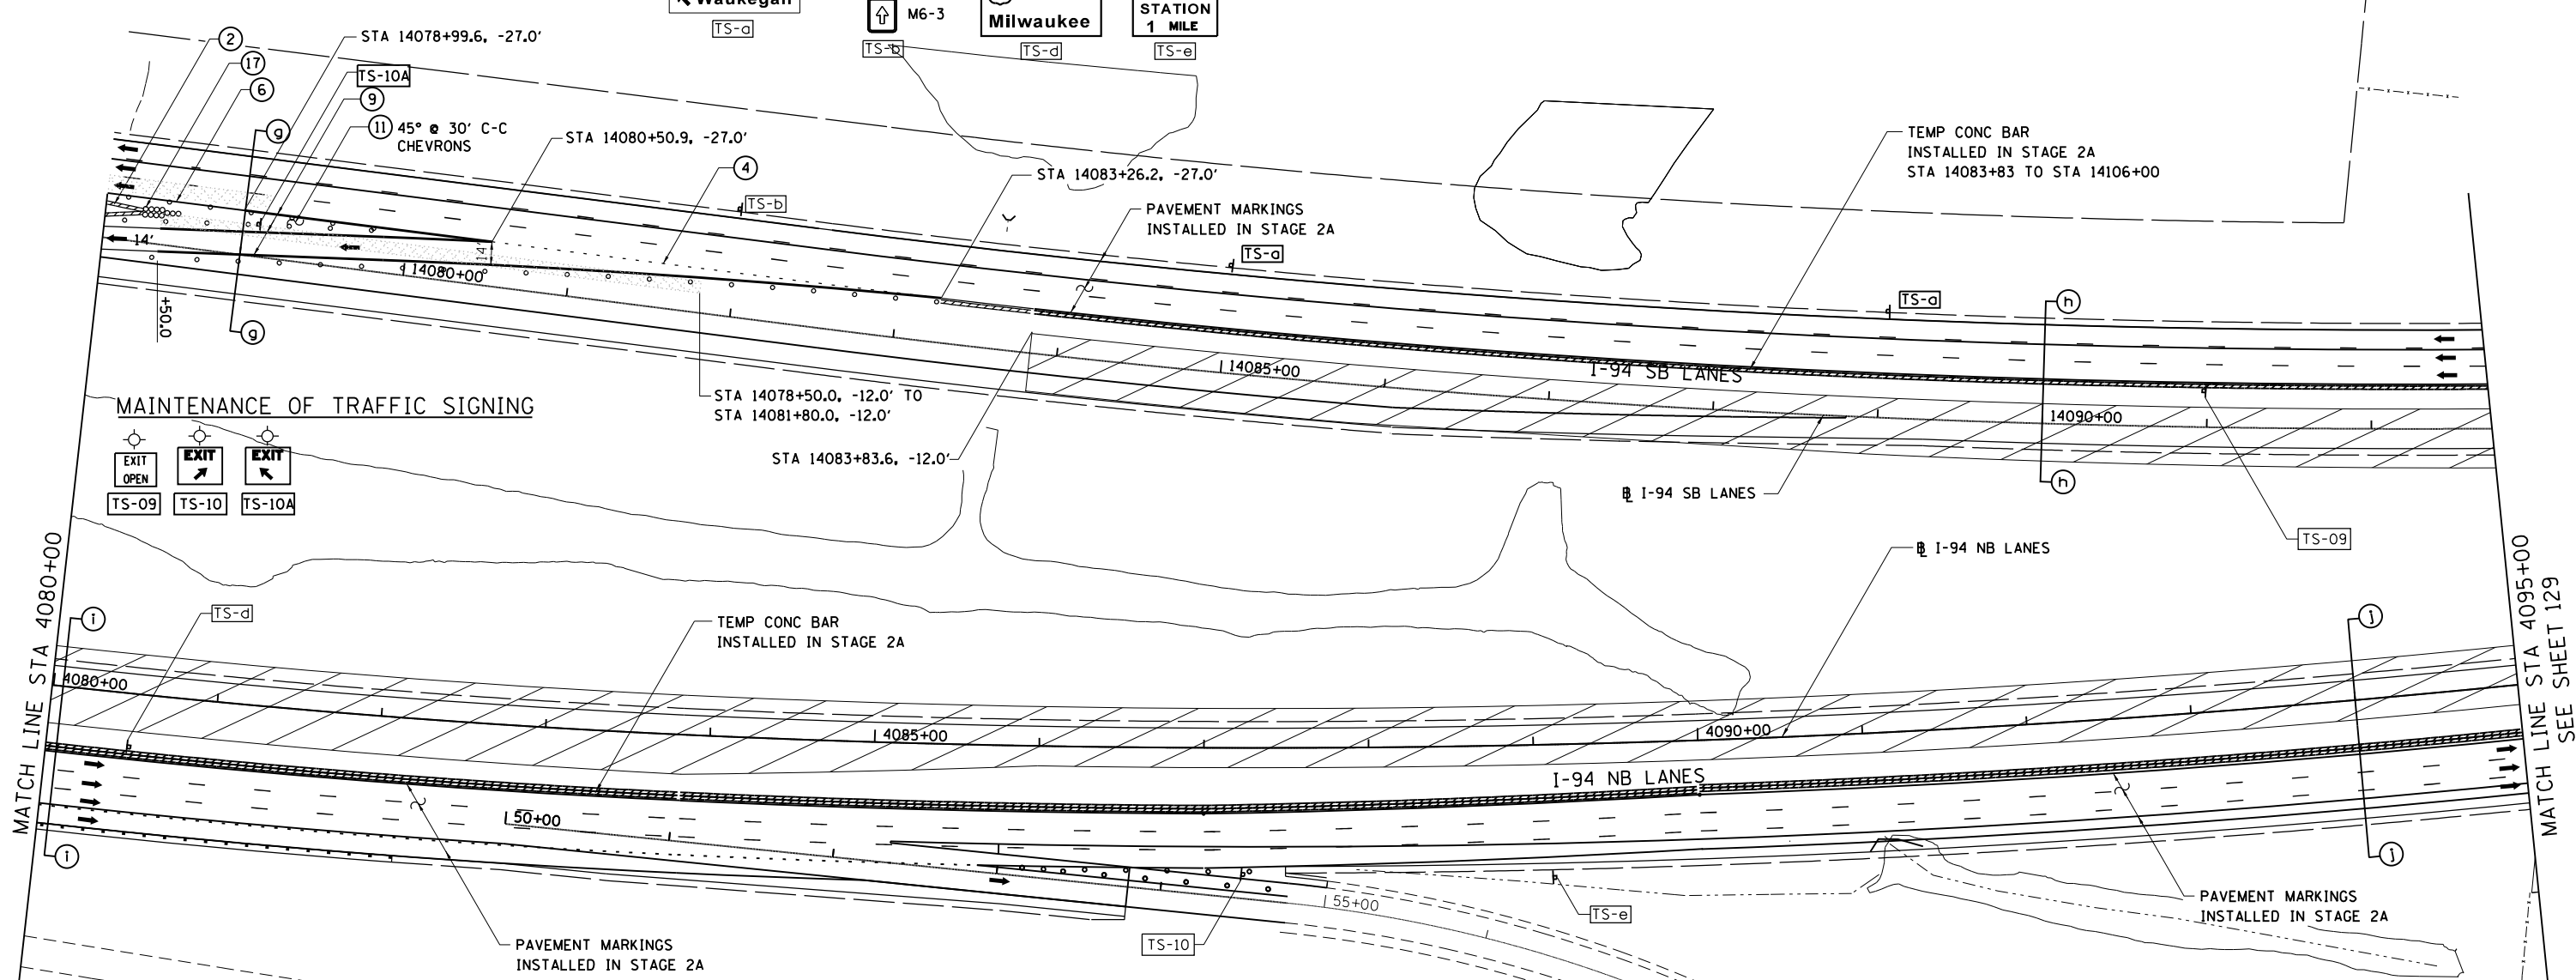 Waukegan
TS-a
M6-3
TS-b
Milwaukee
TS-d
STATION
1 MILE
TS-e
2
17
6
STA 14078+99.6, -27.0'
TS-10A
9
11
45° @ 30' C-C
CHEVRONS
g
STA 14080+50.9, -27.0'
4
TS-b
STA 14083+26.2, -27.0'
PAVEMENT MARKINGS
INSTALLED IN STAGE 2A
TS-a
TEMP CONC BAR
INSTALLED IN STAGE 2A
STA 14083+83 TO STA 14106+00
TS-a
h
14'
14'
14080+00
+50.0
g
14085+00
I-94 SB LANES
14090+00
STA 14078+50.0, -12.0' TO
STA 14081+80.0, -12.0'
STA 14083+83.6, -12.0'
MAINTENANCE OF TRAFFIC SIGNING
EXIT
OPEN
TS-09
EXIT
TS-10
EXIT
TS-10A
h
I-94 SB LANES
TS-09
I-94 NB LANES
MATCH LINE STA 4080+00
MATCH LINE STA 4095+00
SEE SHEET 129
i
TS-d
TEMP CONC BAR
INSTALLED IN STAGE 2A
j
4080+00
4085+00
4090+00
I-94 NB LANES
50+00
i
j
55+00
TS-e
TS-10
PAVEMENT MARKINGS
INSTALLED IN STAGE 2A
PAVEMENT MARKINGS
INSTALLED IN STAGE 2A